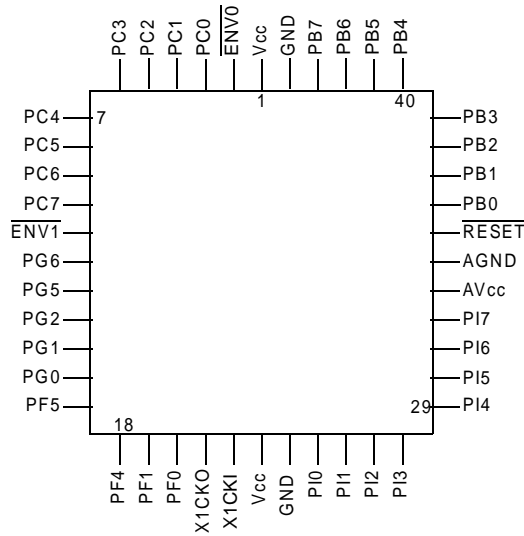 PC3
PC2
PC1
PC0
ENV0
Vcc
GND
PB7
PB6
PB5
PB4
1
40
7
PC4
PC5
PC6
PC7
ENV1
PG6
PG5
PG2
PG1
PG0
PF5
PB3
PB2
PB1
PB0
RESET
AGND
AVcc
PI7
PI6
PI5
PI4
29
18
PF4
PF1
PF0
X1CKO
X1CKI
Vcc
GND
PI0
PI1
PI2
PI3